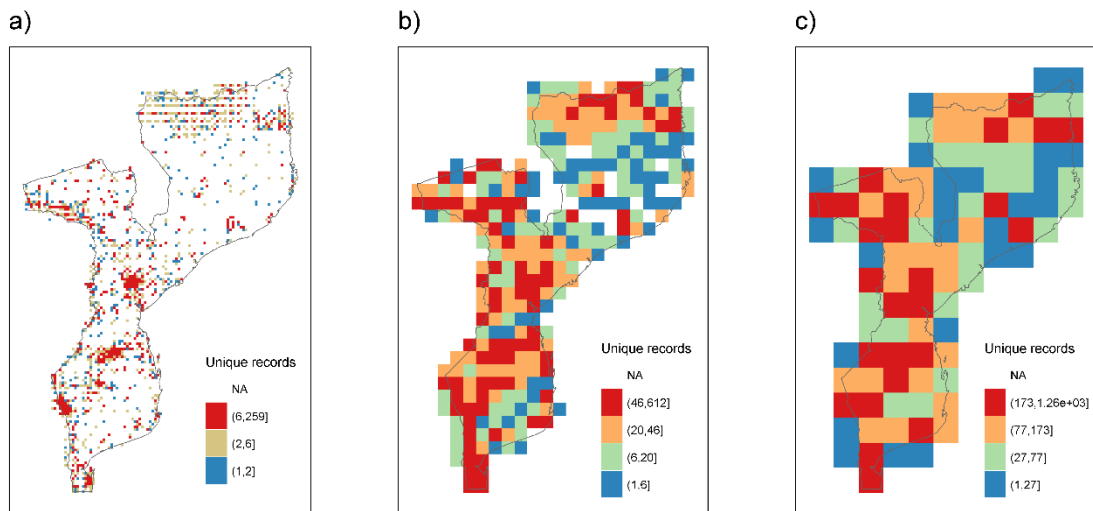 a)
b)
c)
Unique records
NA
(6,259]
(2,6]
(1,2]
Unique records
NA
(46,612]
(20,46]
(6.20]
(1.6]
Unique records
NA
(173,1.26e+03]
(77,173]
(27,77]
(1.27]